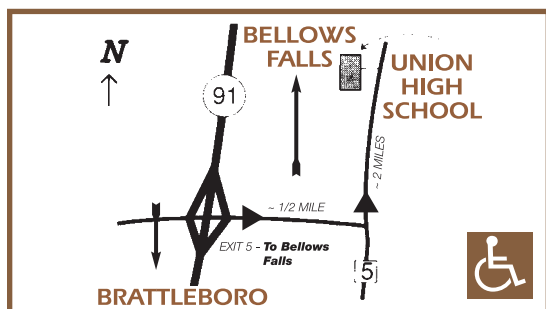 BELLOWS
FALLS
N
UNION
HIGH
SCHOOL
91
~ 2 MILES
~ 1/2 MILE
EXIT 5 - To Bellows
Falls
5
BRATTLEBORO